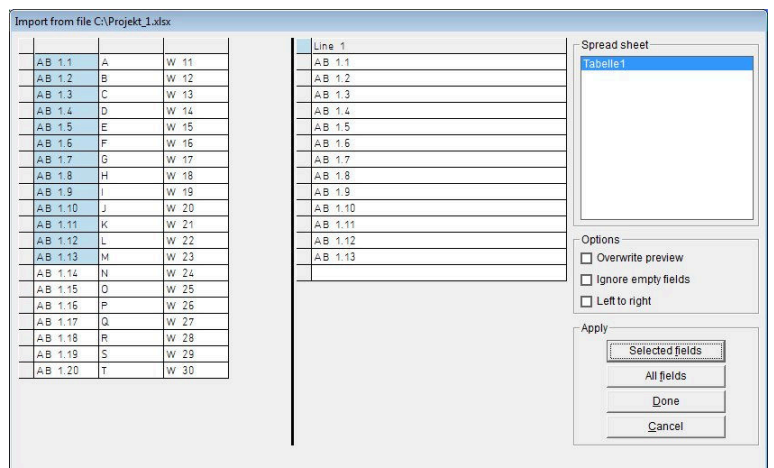 Import from file C:\Projekt_1.xlsx
AB 1.1 A W 11
AB 1.2 B W 12
AB 1.3 C W 13
AB 1.4 D W 14
AB 1.5 E W 15
AB 1.6 F W 16
AB 1.7 G W 17
AB 1.8 H W 18
AB 1.9 I W 19
AB 1.10 J W 20
AB 1.11 K W 21
AB 1.12 L W 22
AB 1.13 M W 23
AB 1.14 N W 24
AB 1.15 O W 25
AB 1.16 P W 26
AB 1.17 Q W 27
AB 1.18 R W 28
AB 1.19 S W 29
AB 1.20 T W 30
Line 1
AB 1.1
AB 1.2
AB 1.3
AB 1.4
AB 1.5
AB 1.6
AB 1.7
AB 1.8
AB 1.9
AB 1.10
AB 1.11
AB 1.12
AB 1.13
Spread sheet
Tabelle1
Options
Overwrite preview
Ignore empty fields
Left to right
Apply
Selected fields
All fields
Done
Cancel